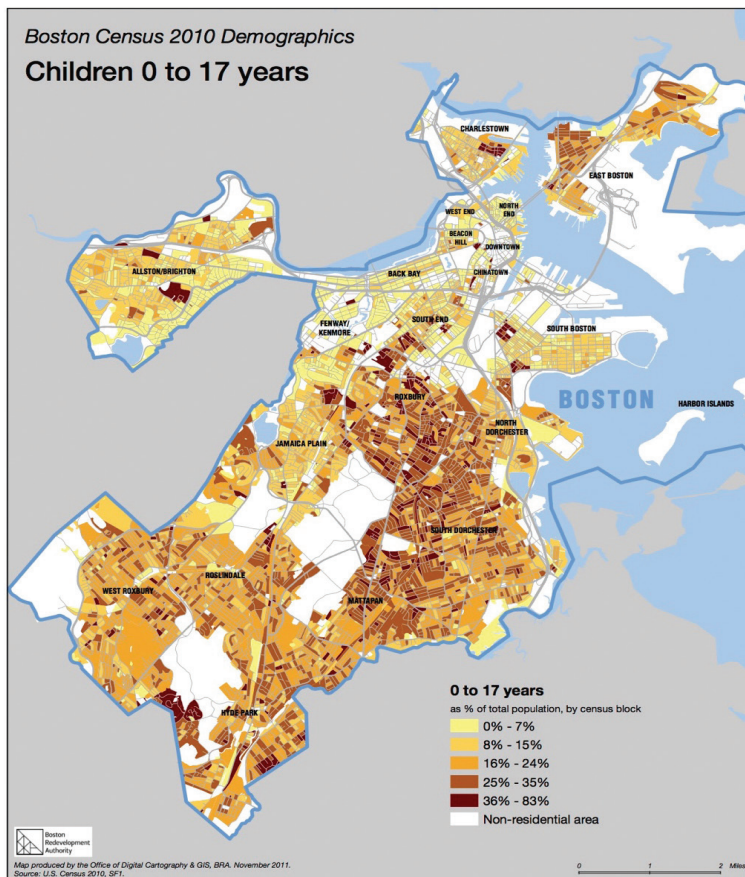 Boston Census 2010 Demographics
Children 0 to 17 years
CHARLESTOWN
EAST BOSTON
WEST END
NORTH
END
BEACON
HILL
DOWNTOWN
ALLSTON/BRIGHTON
BACK BAY
CHINATOWN
FENWAY/
KENMORE
SOUTH END
SOUTH BOSTON
ROXBURY
BOSTON
HARBOR ISLANDS
NORTH
DORCHESTER
JAMAICA PLAIN
SOUTH DORCHESTER
ROSLINDALE
WEST ROXBURY
MATTAPAN
HYDE PARK
0 to 17 years
as % of total population, by census block
0% - 7%
8% - 15%
16% - 24%
25% - 35%
36% - 83%
Non-residential area
Boston
Redevelopment
Authority
Map produced by the Office of Digital Cartography & GIS, BRA. November 2011.
Source: U.S. Census 2010, SF1.
0 1 2 Miles